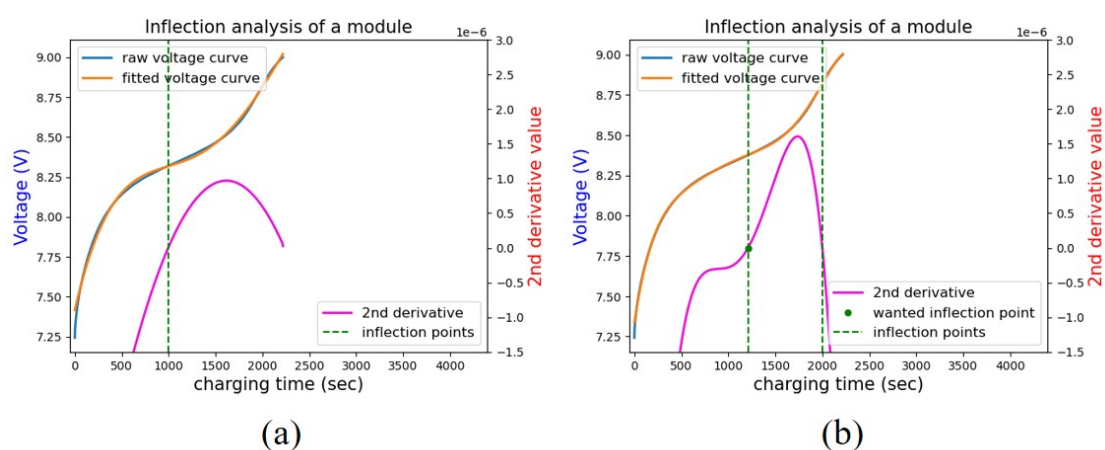 Inflection analysis of a module
1e−6
raw voltage curve
fitted voltage curve
9.00
8.75
8.50
8.25
8.00
7.75
7.50
7.25
Voltage (V)
3.0
2.5
2.0
1.5
1.0
0.5
0.0
−0.5
−1.0
−1.5
2nd derivative value
2nd derivative
inflection points
0 500 1000 1500 2000 2500 3000 3500 4000
charging time (sec)
(a)
Inflection analysis of a module
1e−6
raw voltage curve
fitted voltage curve
9.00
8.75
8.50
8.25
8.00
7.75
7.50
7.25
Voltage (V)
3.0
2.5
2.0
1.5
1.0
0.5
0.0
−0.5
−1.0
−1.5
2nd derivative value
2nd derivative
wanted inflection point
inflection points
0 500 1000 1500 2000 2500 3000 3500 4000
charging time (sec)
(b)